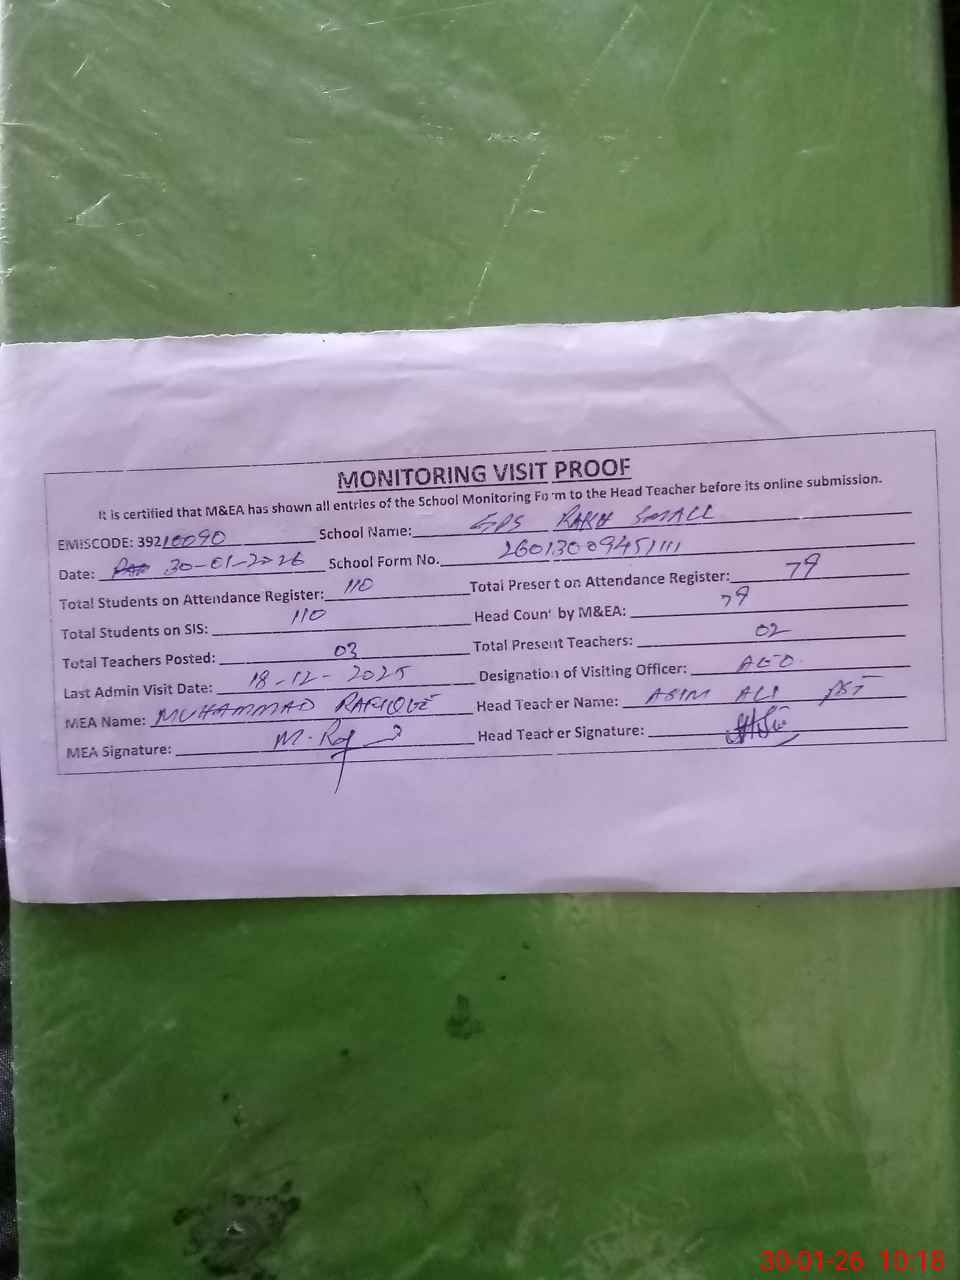 MONITORING VISIT PROOF
It is certified that M&EA has shown all entries of the School Monitoring Form to the Head Teacher before its online submission.
EMISCODE: 39210090 School Name: GPS RAKH SMALL
Date: 30-01-2026 School Form No. 26013009451111
Total Students on Attendance Register: 110 Total Present on Attendance Register: 79
Total Students on SIS: 110 Head Count by M&EA: 79
Total Teachers Posted: 03 Total Present Teachers: 02
Last Admin Visit Date: 18-12-2025 Designation of Visiting Officer: AEO
MEA Name: MUHAMMAD Head Teacher Name: ASIM ALI PST
MEA Signature: Head Teacher Signature:
30-01-26 10:18